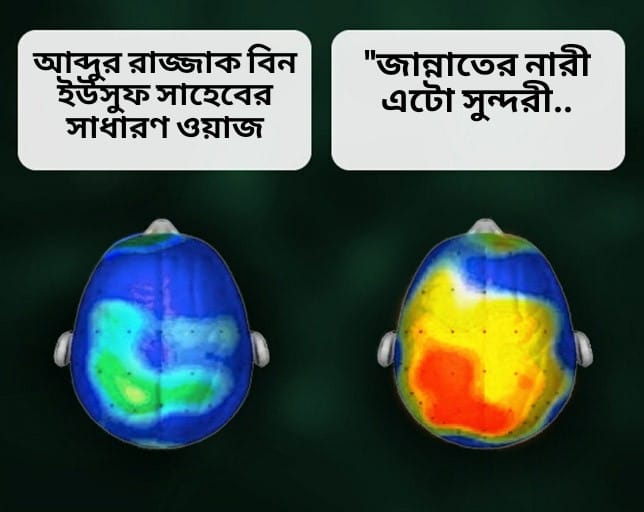 আব্দুর রাজ্জাক বিন
ইউসুফ সাহেবের
সাধারণ ওয়াজ
"জান্নাতের নারী
এটো সুন্দরী..